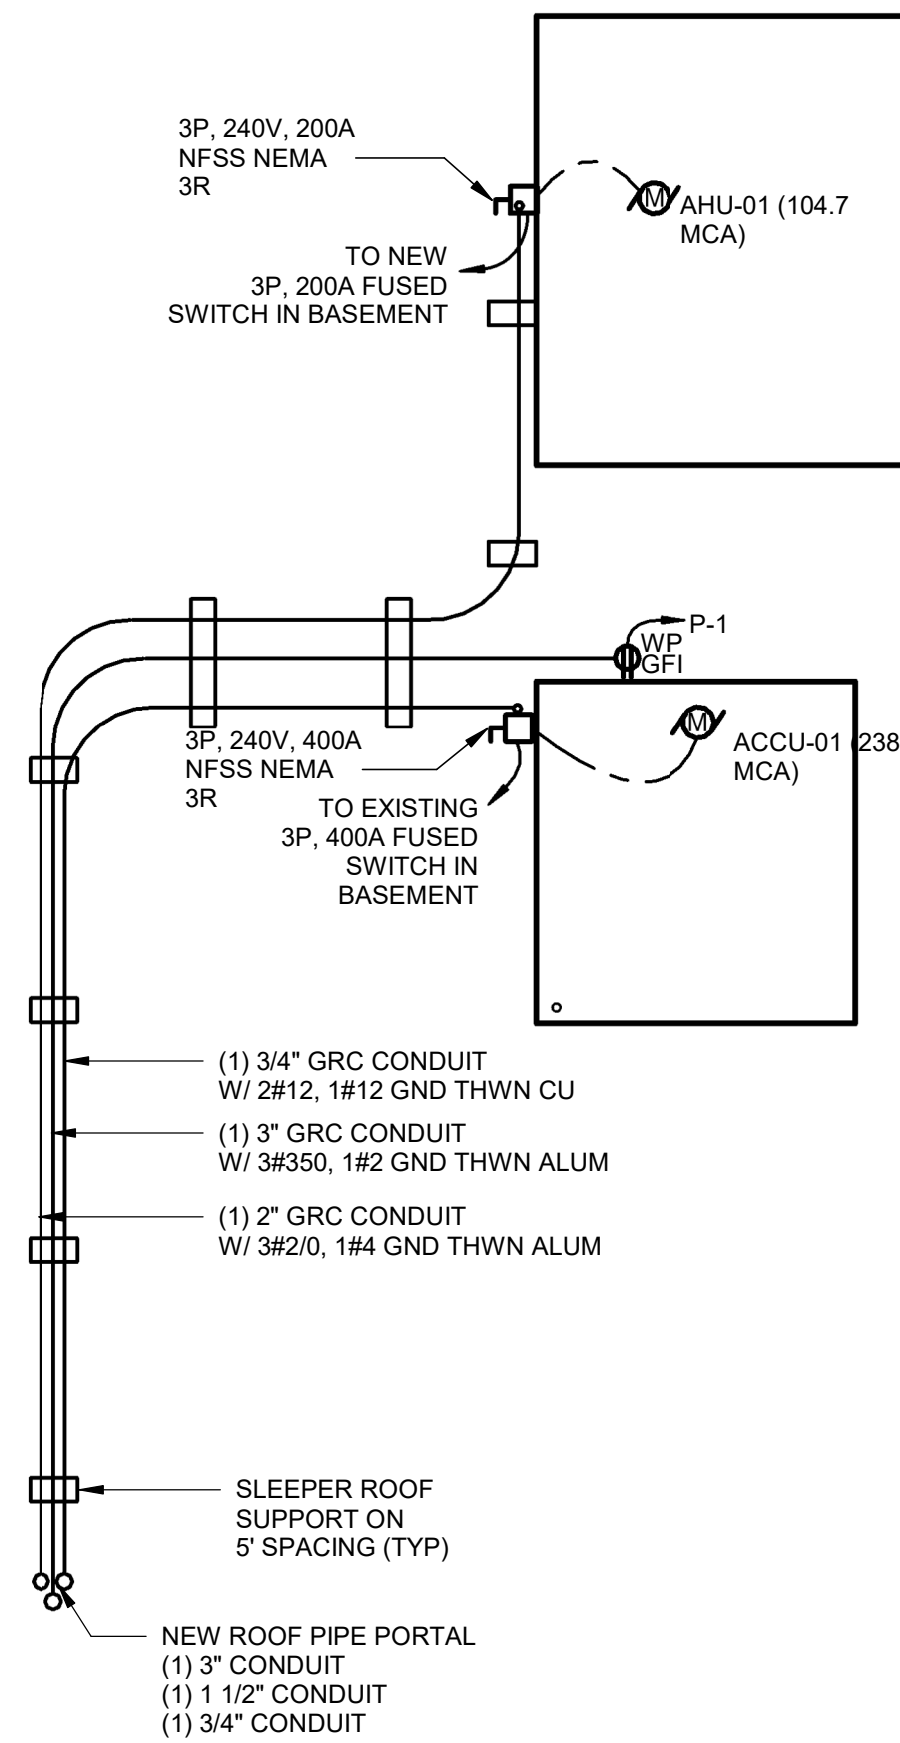 3P, 240V, 200A
NFSS NEMA
3R
M
AHU-01 (104.7
MCA)
TO NEW
3P, 200A FUSED
SWITCH IN BASEMENT
P-1
WP
GFI
3P, 240V, 400A
NFSS NEMA
3R
M
ACCU-01 (238
MCA)
TO EXISTING
3P, 400A FUSED
SWITCH IN
BASEMENT
(1) 3/4" GRC CONDUIT
W/ 2#12, 1#12 GND THWN CU
(1) 3" GRC CONDUIT
W/ 3#350, 1#2 GND THWN ALUM
(1) 2" GRC CONDUIT
W/ 3#2/0, 1#4 GND THWN ALUM
SLEEPER ROOF
SUPPORT ON
5' SPACING (TYP)
NEW ROOF PIPE PORTAL
(1) 3" CONDUIT
(1) 1 1/2" CONDUIT
(1) 3/4" CONDUIT